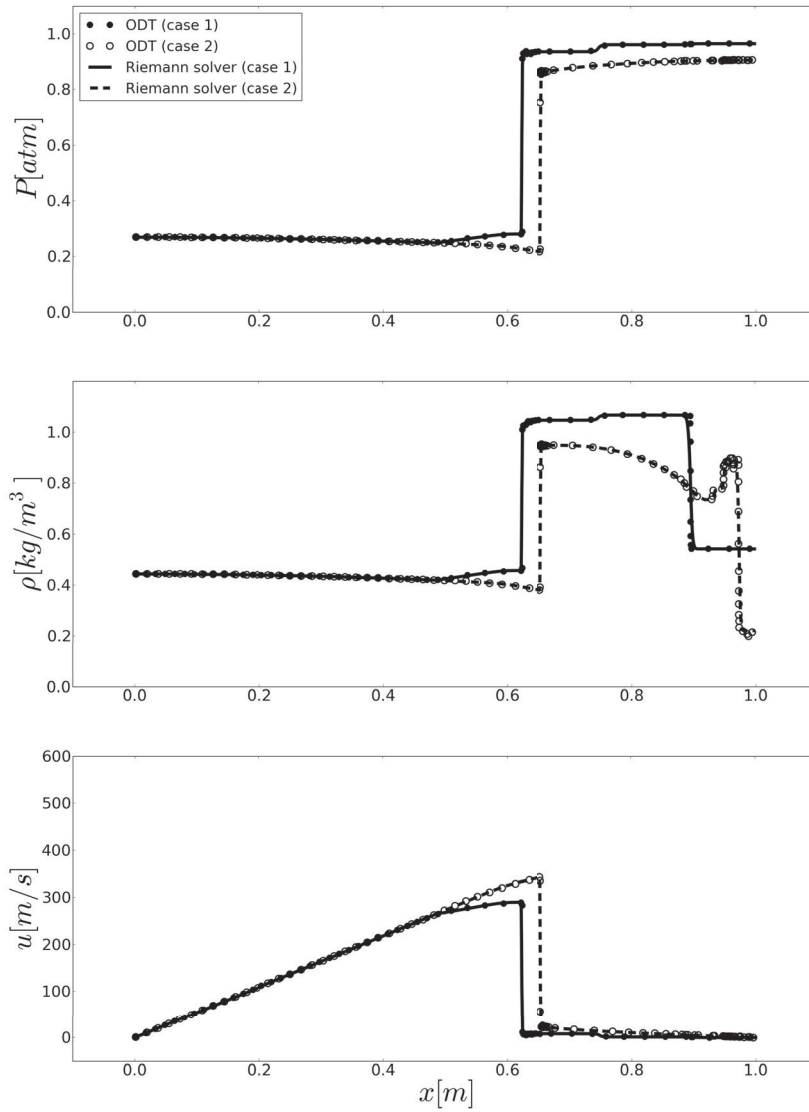 ODT (case 1)
ODT (case 2)
Riemann solver (case 1)
Riemann solver (case 2)
P[atm]
1.0
0.8
0.6
0.4
0.2
0.0
0.0 0.2 0.4 0.6 0.8 1.0
ρ[kg/m³ ]
1.0
0.8
0.6
0.4
0.2
0.0
0.0 0.2 0.4 0.6 0.8 1.0
u[m/s]
600
500
400
300
200
100
0
0.0 0.2 0.4 0.6 0.8 1.0
x[m]